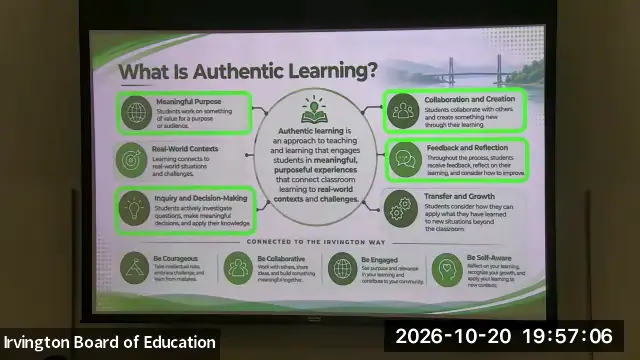 What Is Authentic Learning?
Meaningful Purpose
Students work on something
of value for a purpose
or audience.
Real-World Contexts
Learning connects to
real-world situations
and challenges.
Inquiry and Decision-Making
Students actively investigate
questions, make meaningful
decisions, and apply their knowledge.
Authentic learning is
an approach to teaching
and learning that engages
students in meaningful,
purposeful experiences
that connect classroom
learning to real-world
contexts and challenges.
Collaboration and Creation
Students collaborate with others
and create something new
through their learning.
Feedback and Reflection
Throughout the process, students
receive feedback, reflect on their
learning, and consider how to improve.
Transfer and Growth
Students consider how they can
apply what they have learned
to new situations beyond
the classroom.
CONNECTED TO THE IRVINGTON WAY
Be Courageous
Take intellectual risks,
embrace challenge, and
learn from mistakes.
Be Collaborative
Work with others, share
ideas, and build something
meaningful together.
Be Engaged
See purpose and relevance
in your learning and
contribute to your community.
Be Self-Aware
Reflect on your learning,
recognize your growth, and
apply your learning to
new contexts.
Irvington Board of Education
2026-10-20 19:57:06